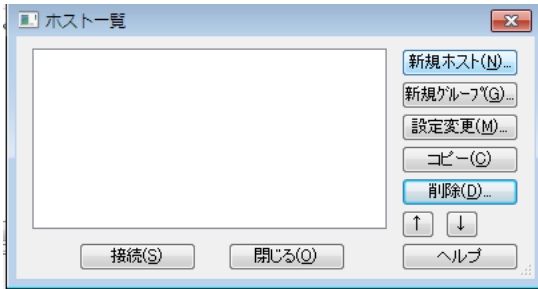 ホスト一覧
新規ホスト(N)...
新規ｸﾞﾙｰﾌﾟ(G)...
設定変更(M)...
コピー(C)
削除(D)...
↑ ↓
接続(S) 閉じる(O) ヘルプ